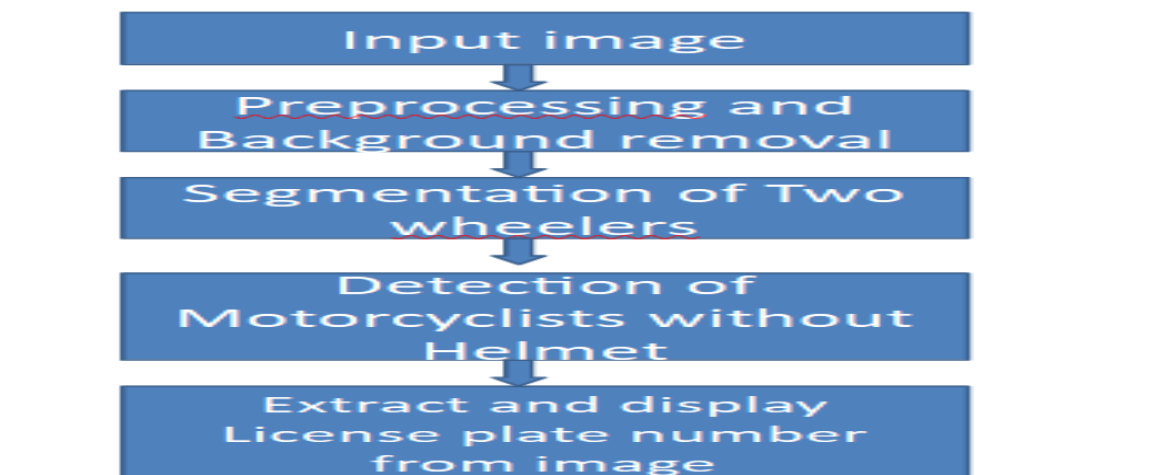 Input image
Preprocessing and
Background removal
Segmentation of Two
wheelers
Detection of
Motorcyclists without
Helmet
Extract and display
License plate number
from image